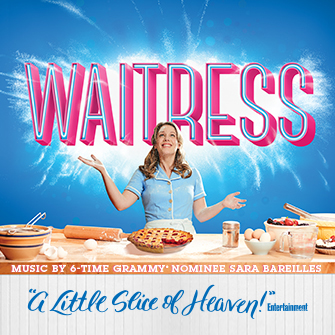 WAITRESS
MUSIC BY 6-TIME GRAMMY® NOMINEE SARA BAREILLES
"A Little Slice of Heaven!" Entertainment